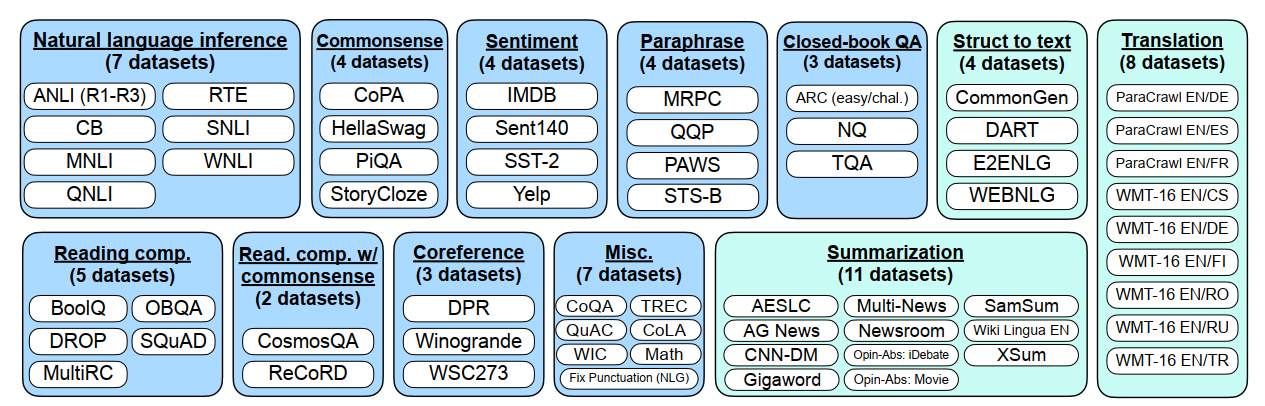 Natural language inference
(7 datasets)
ANLI (R1-R3)
RTE
CB
SNLI
MNLI
WNLI
QNLI
Commonsense
(4 datasets)
CoPA
HellaSwag
PiQA
StoryCloze
Sentiment
(4 datasets)
IMDB
Sent140
SST-2
Yelp
Paraphrase
(4 datasets)
MRPC
QQP
PAWS
STS-B
Closed-book QA
(3 datasets)
ARC (easy/chal.)
NQ
TQA
Struct to text
(4 datasets)
CommonGen
DART
E2ENLG
WEBNLG
Translation
(8 datasets)
ParaCrawl EN/DE
ParaCrawl EN/ES
ParaCrawl EN/FR
WMT-16 EN/CS
WMT-16 EN/DE
WMT-16 EN/FI
WMT-16 EN/RO
WMT-16 EN/RU
WMT-16 EN/TR
Reading comp.
(5 datasets)
BoolQ
OBQA
DROP
SQuAD
MultiRC
Read. comp. w/
commonsense
(2 datasets)
CosmosQA
ReCoRD
Coreference
(3 datasets)
DPR
Winogrande
WSC273
Misc.
(7 datasets)
CoQA
TREC
QuAC
CoLA
WIC
Math
Fix Punctuation (NLG)
Summarization
(11 datasets)
AESLC
Multi-News
SamSum
AG News
Newsroom
Wiki Lingua EN
CNN-DM
Opin-Abs: iDebate
XSum
Gigaword
Opin-Abs: Movie